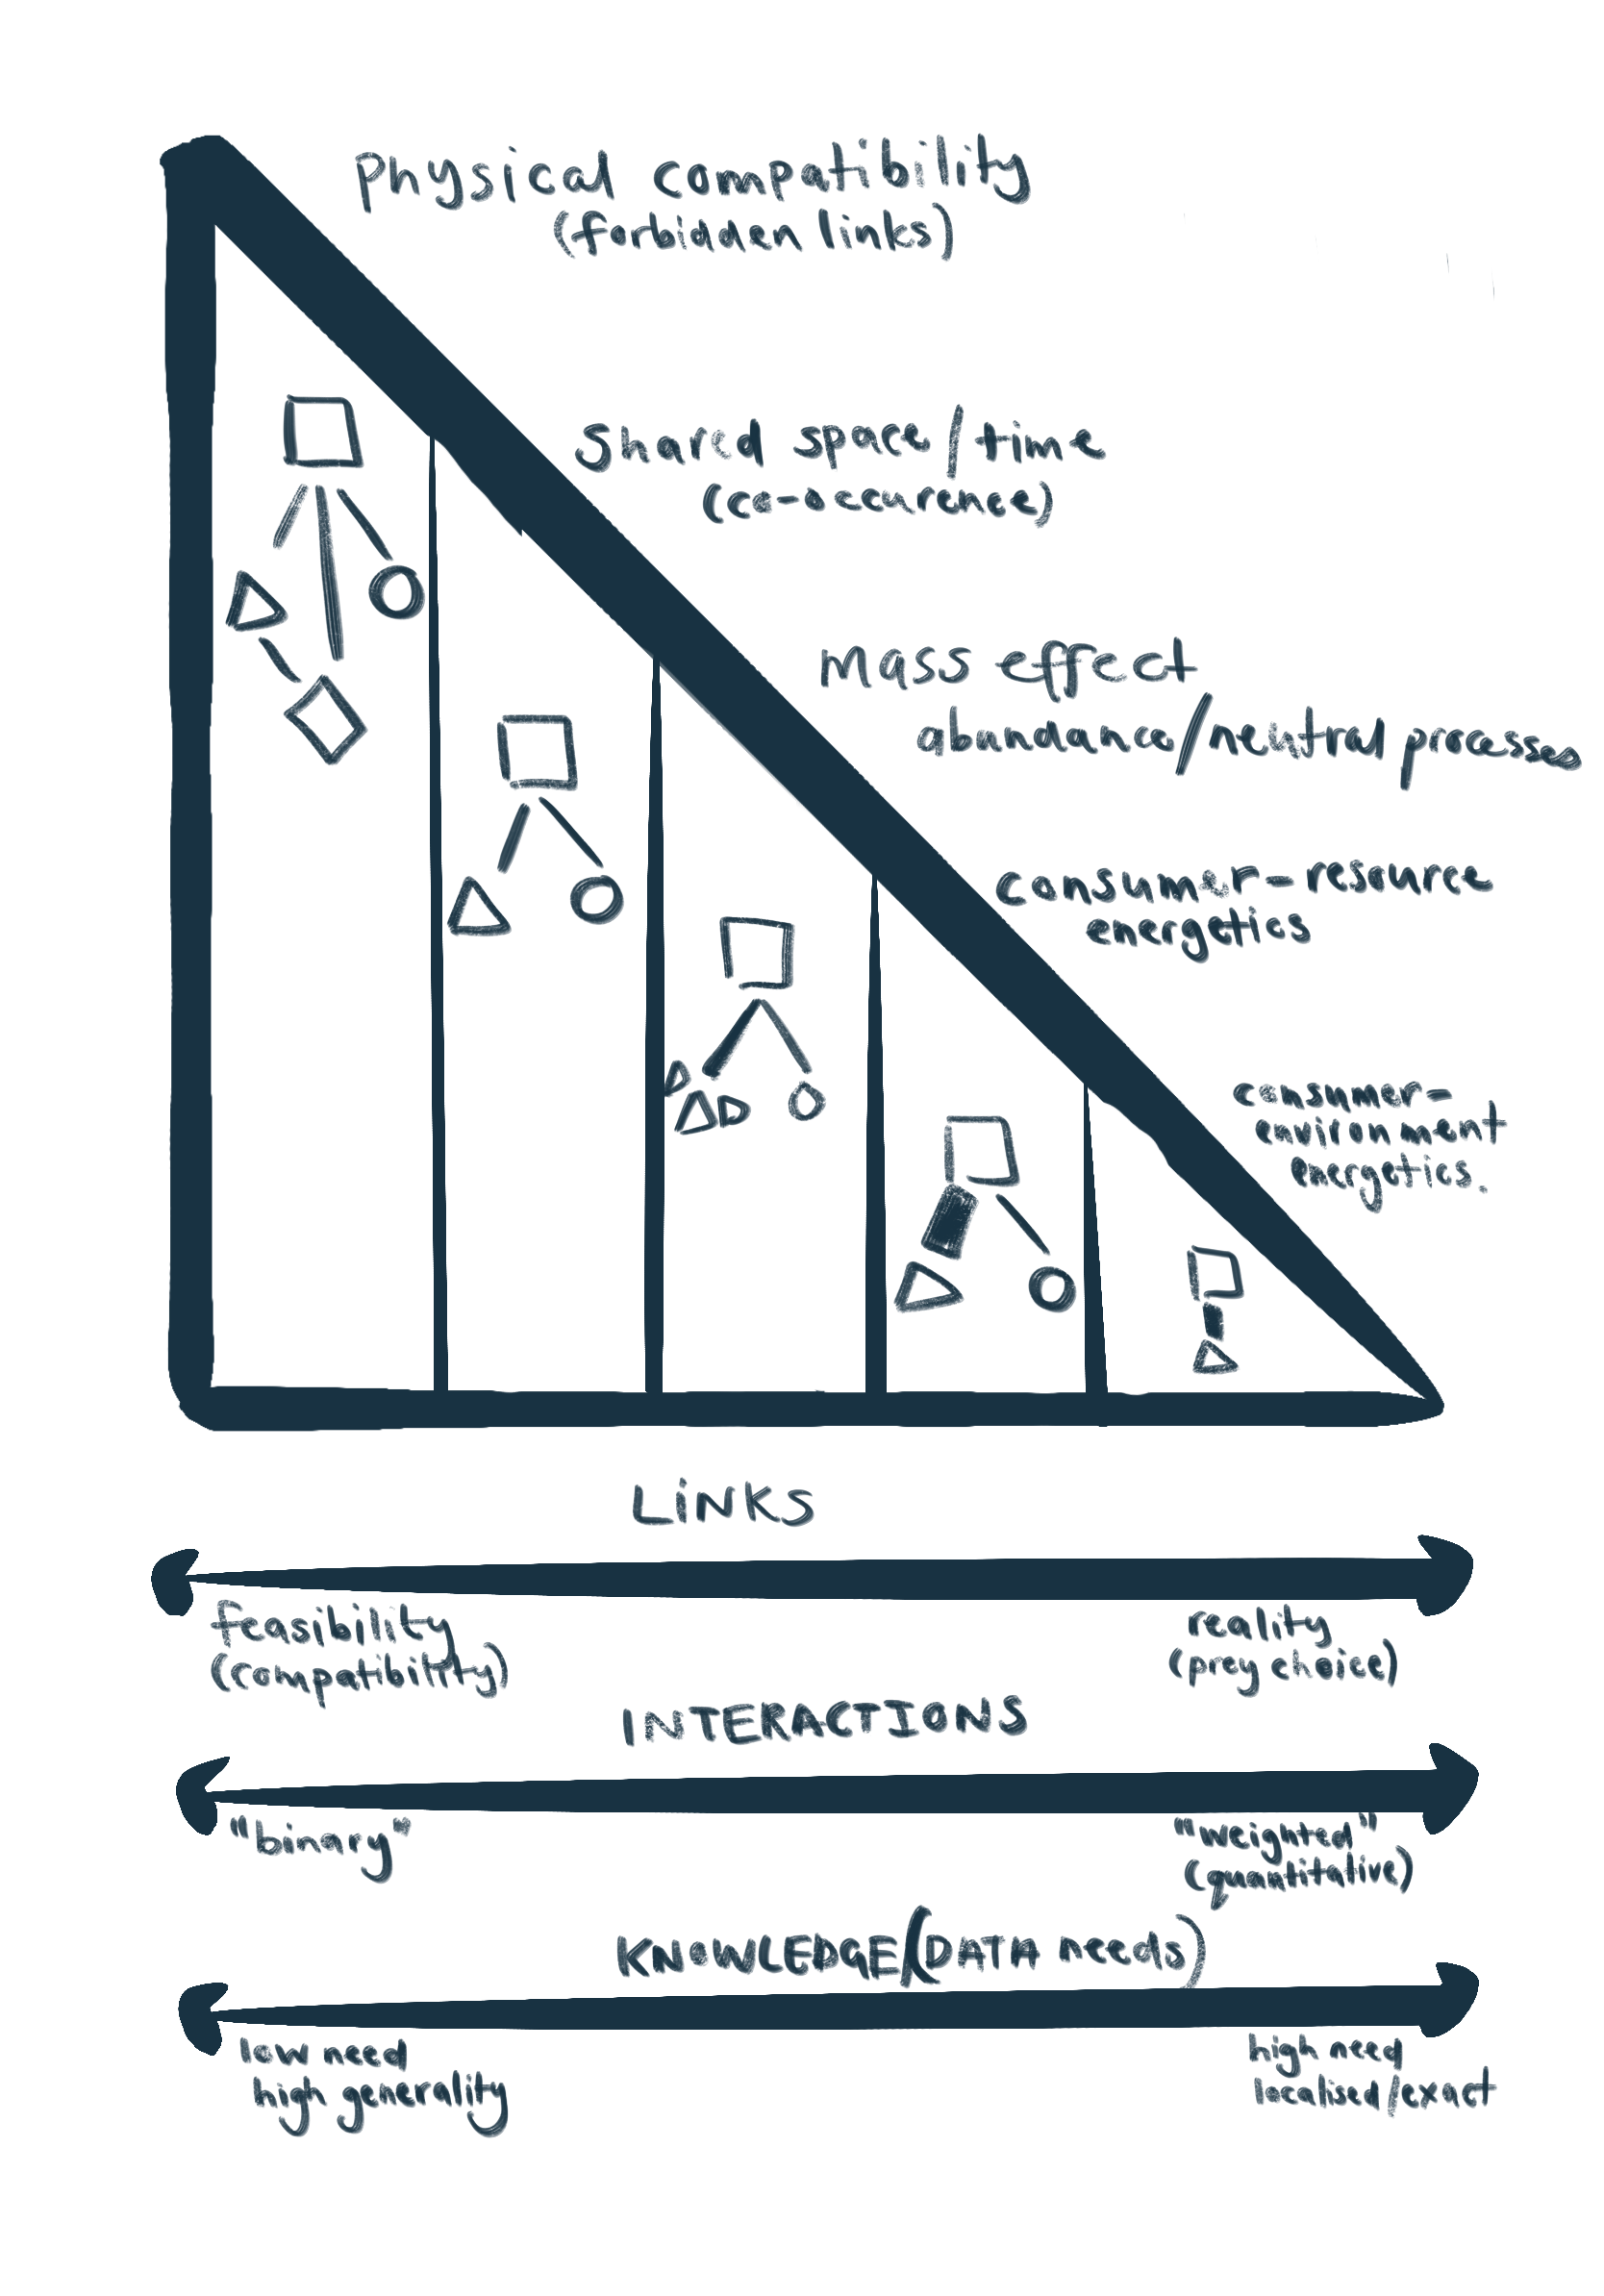 Physical compatibility
(forbidden links)
Shared space/time
(co-occurence)
Mass effect
abundance/neutral processes
consumer-resource
energetics
consumer-
environment
energetics.
LiNKS
feasibility
(compatibility)
reality
(prey choice)
INTERACTIONS
"binary"
"weighted"
(quantitative)
KNOWLEDGE(DATA needs)
low need
high generality
high need
localised/exact